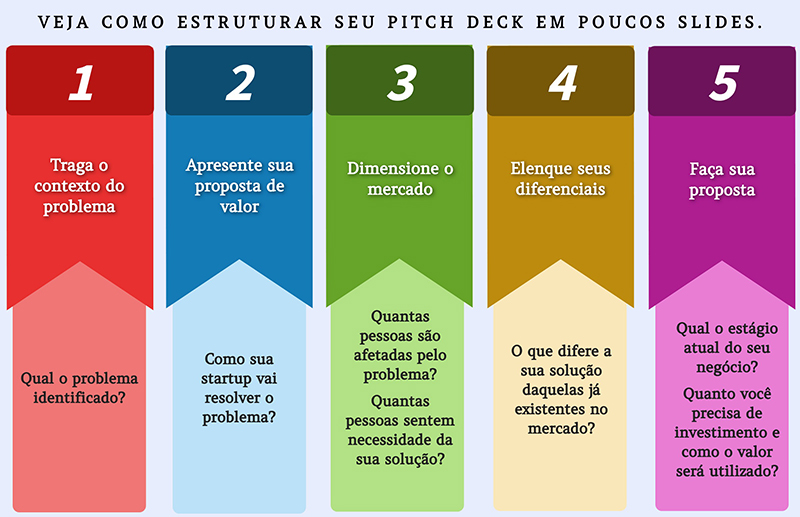 VEJA COMO ESTRUTURAR SEU PITCH DECK EM POUCOS SLIDES.
1
Traga o
contexto do
problema
Qual o problema
identificado?
2
Apresente sua
proposta de
valor
Como sua
startup vai
resolver o
problema?
3
Dimensione o
mercado
Quantas
pessoas são
afetadas pelo
problema?
Quantas
pessoas sentem
necessidade da
sua solução?
4
Elenque seus
diferenciais
O que difere a
sua solução
daquelas já
existentes no
mercado?
5
Faça sua
proposta
Qual o estágio
atual do seu
negócio?
Quanto você
precisa de
investimento e
como o valor
será utilizado?